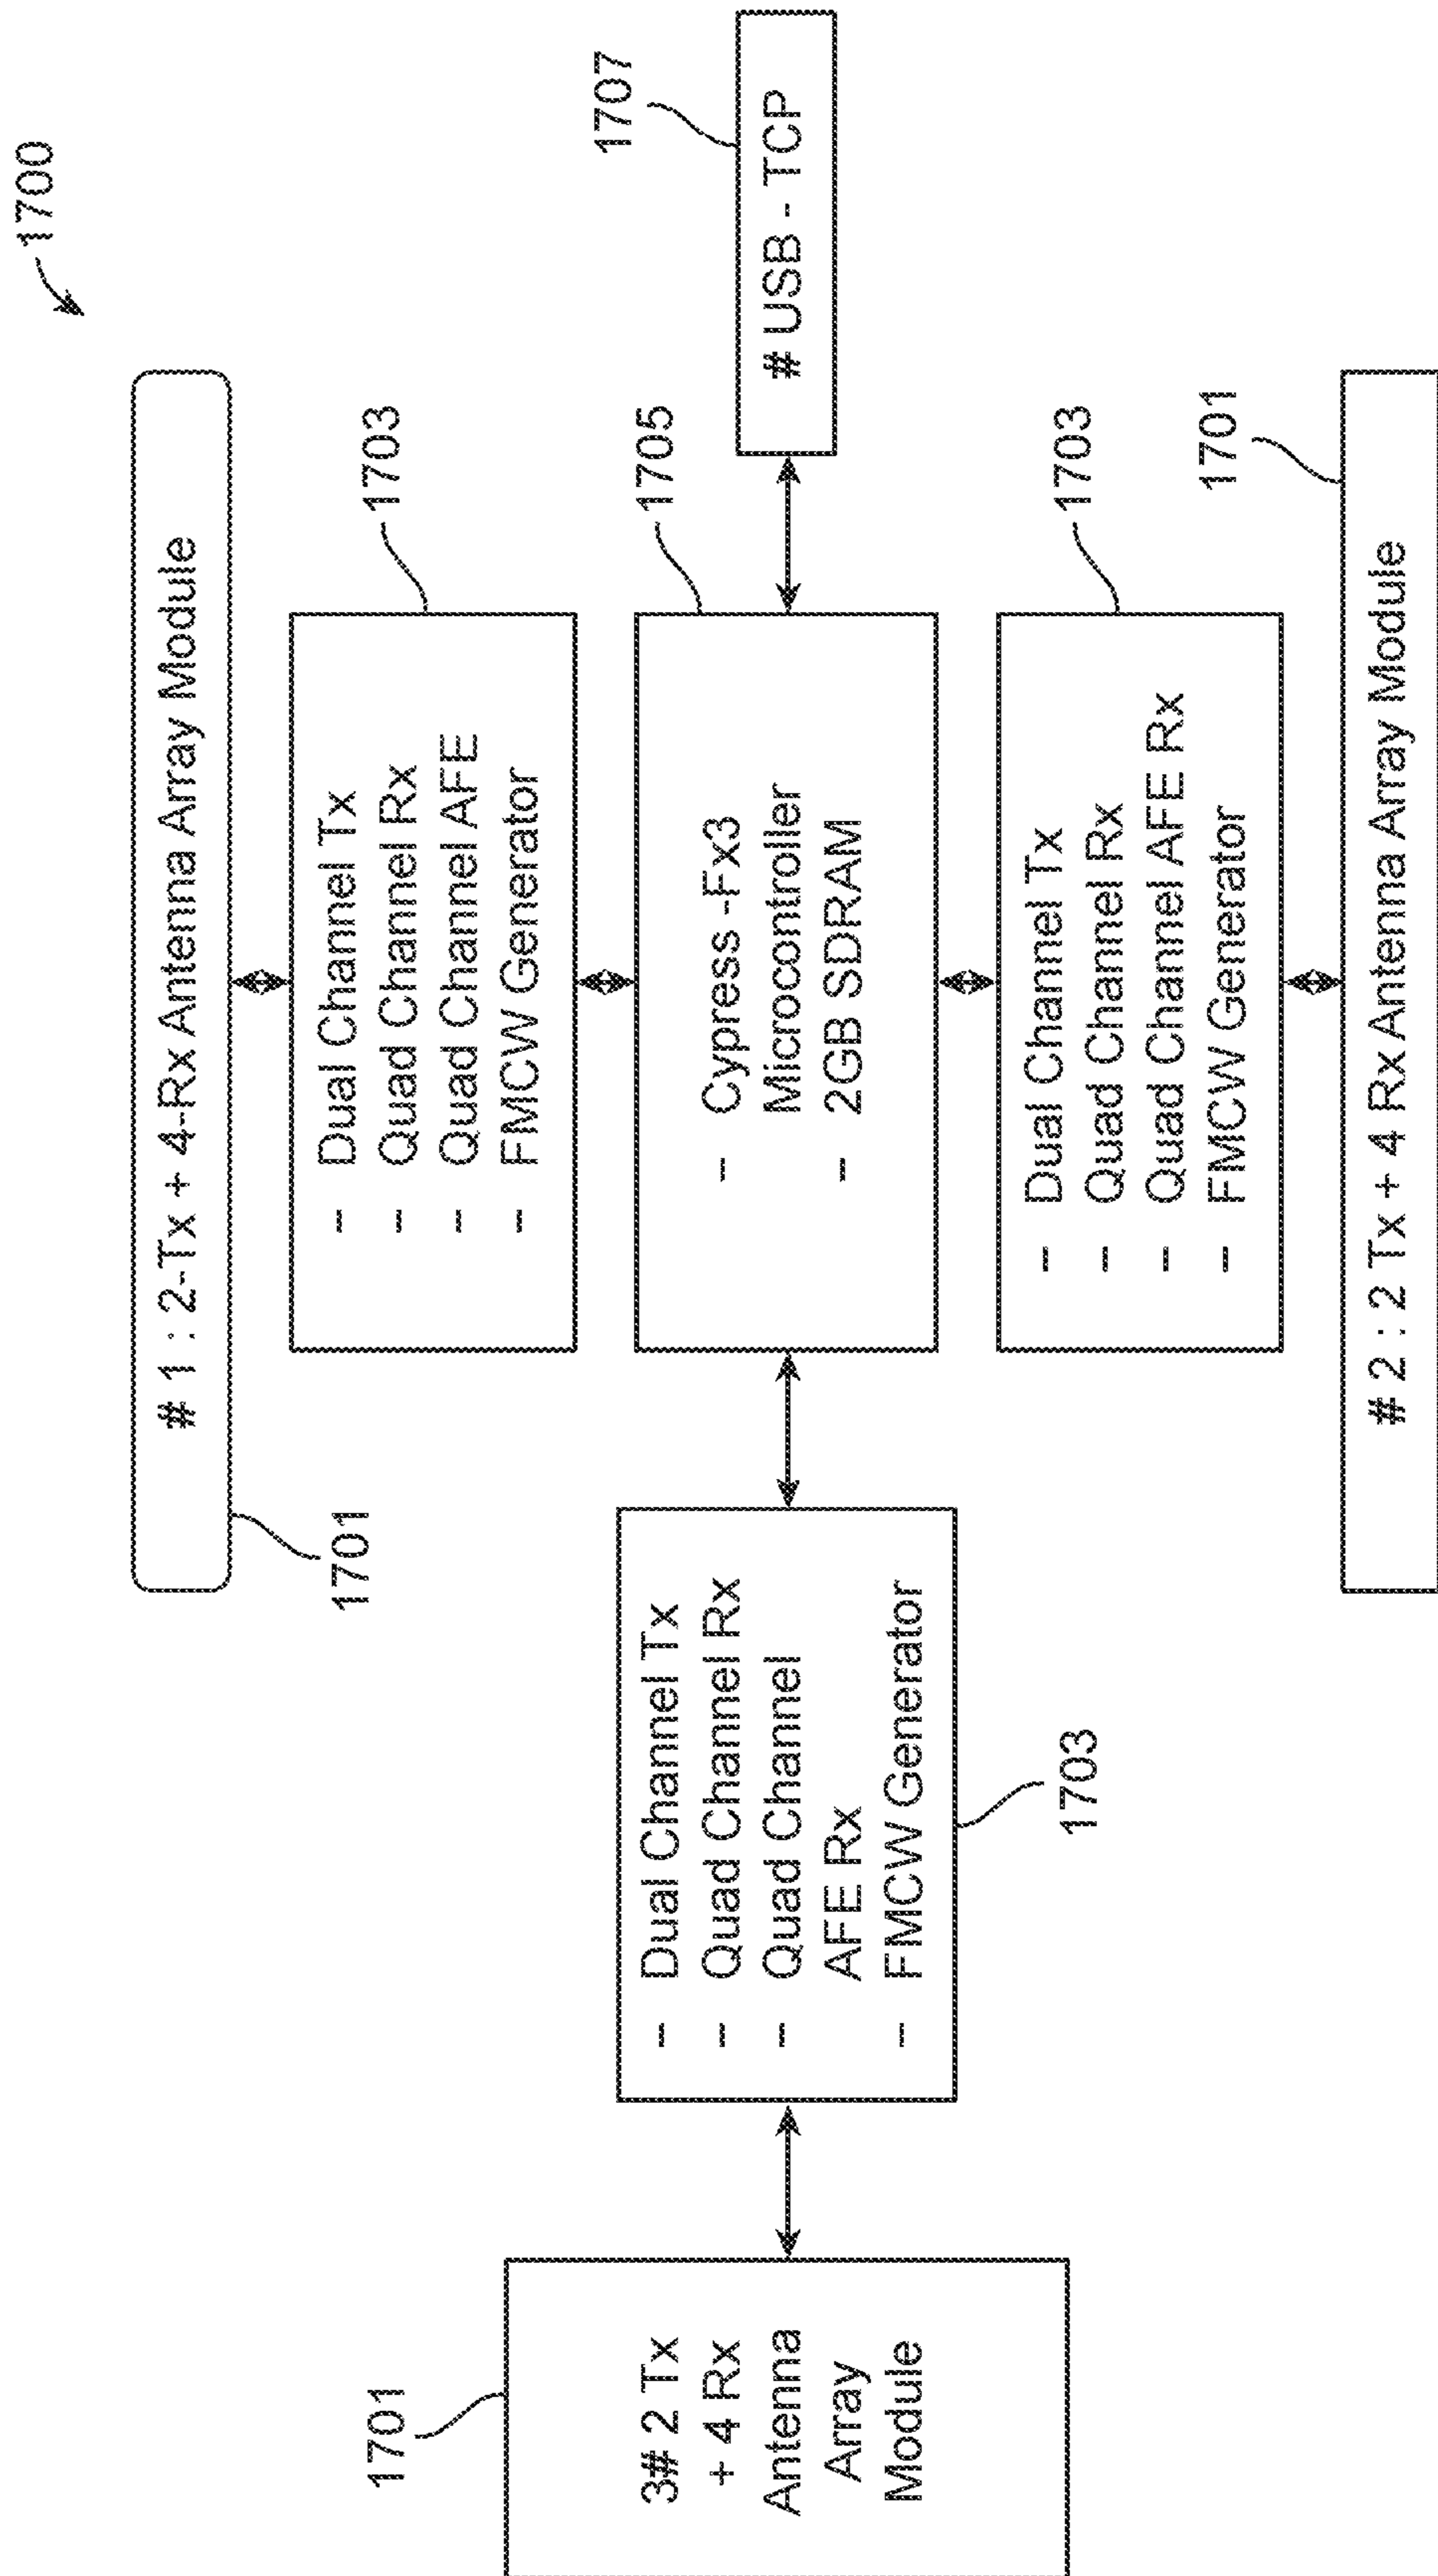 1700
# 1 : 2-Tx + 4-Rx Antenna Array Module
1701
1703
- Dual Channel Tx
- Quad Channel Rx
- Quad Channel AFE
- FMCW Generator
1705
- Cypress -Fx3
Microcontroller
- 2GB SDRAM
1707
# USB - TCP
1701
3# 2 Tx
+ 4 Rx
Antenna
Array
Module
- Dual Channel Tx
- Quad Channel Rx
- Quad Channel
AFE Rx
- FMCW Generator
1703
1703
- Dual Channel Tx
- Quad Channel Rx
- Quad Channel AFE Rx
- FMCW Generator
1701
# 2 : 2 Tx + 4 Rx Antenna Array Module